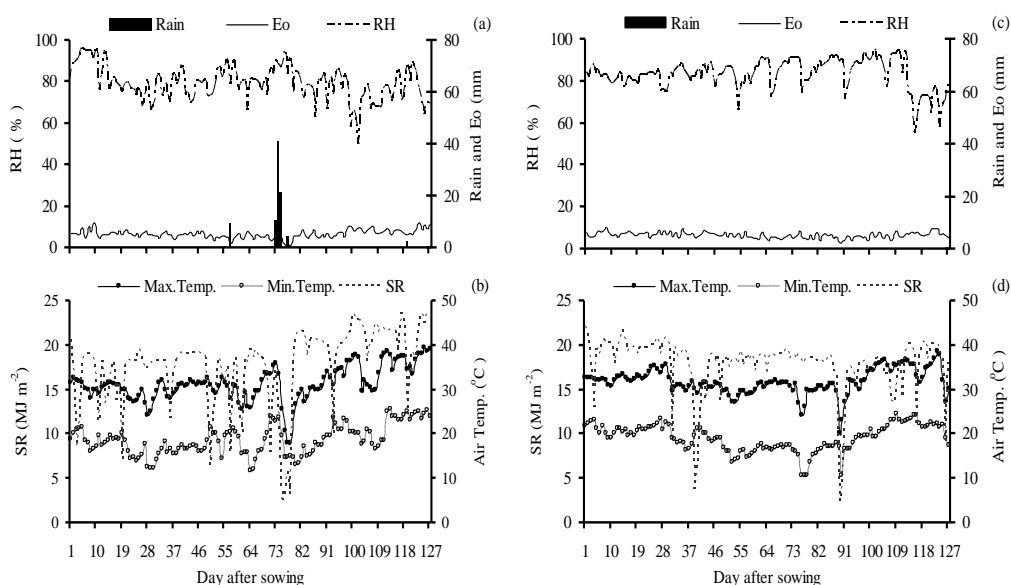 Rain Eo RH (a)
100 80
80 60
60 40
40
20 20
0 0
RH ( % )
Rain and Eo (mm
Rain Eo RH (c)
100 80
80 60
60 40
40
20 20
0 0
RH ( % )
Rain and Eo (mm
Max.Temp. Min.Temp. SR (b)
25 50
20 40
15 30
10 20
5 10
0 0
SR (MJ m-2)
Air Temp. (oC)
1 10 19 28 37 46 55 64 73 82 91 100 109 118 127
Day after sowing
Max.Temp. Min.Temp. SR (d)
25 50
20 40
15 30
10 20
5 10
0 0
SR (MJ m-2)
Air Temp. (oC)
1 10 19 28 37 46 55 64 73 82 91 100 109 118 127
Day after sowing